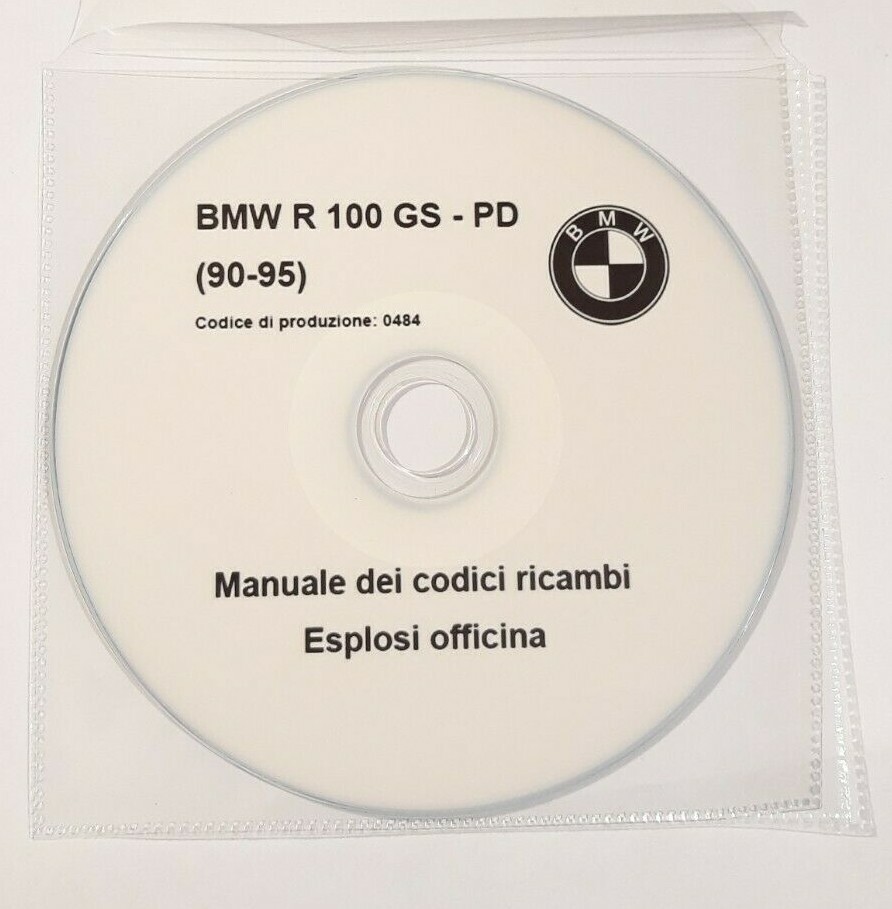 BMW R 100 GS - PD
(90-95)
Codice di produzione: 0484
BMW
Manuale dei codici ricambi
Esplosi officina